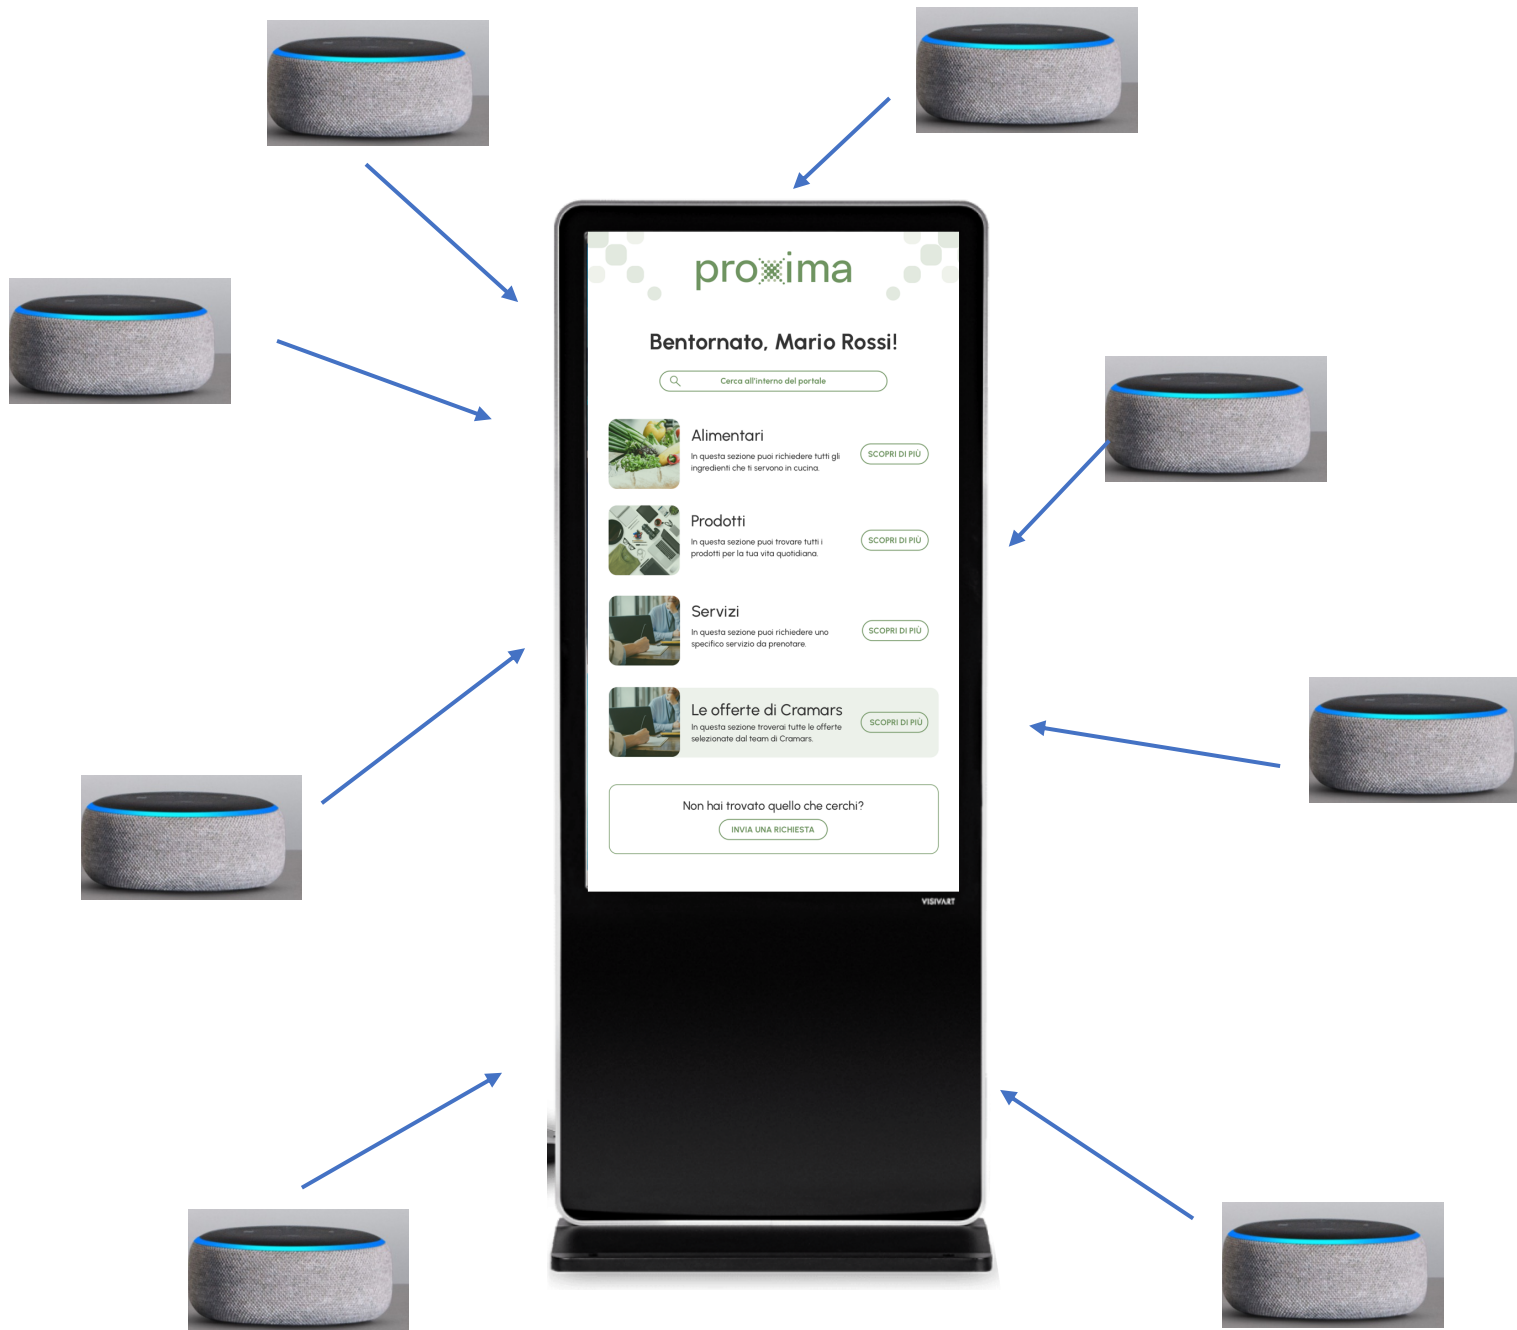 proxima
Bentornato, Mario Rossi!
Cerca all'interno del portale
Alimentari
In questa sezione puoi richiedere tutti gli
ingredienti che ti servono in cucina.
SCOPRI DI PIÙ
Prodotti
In questa sezione puoi trovare tutti i
prodotti per la tua vita quotidiana.
SCOPRI DI PIÙ
Servizi
In questa sezione puoi richiedere uno
specifico servizio da prenotare.
SCOPRI DI PIÙ
Le offerte di Cramars
In questa sezione troverai tutte le offerte
selezionate dal team di Cramars.
SCOPRI DI PIÙ
Non hai trovato quello che cerchi?
INVIA UNA RICHIESTA
VISIVART